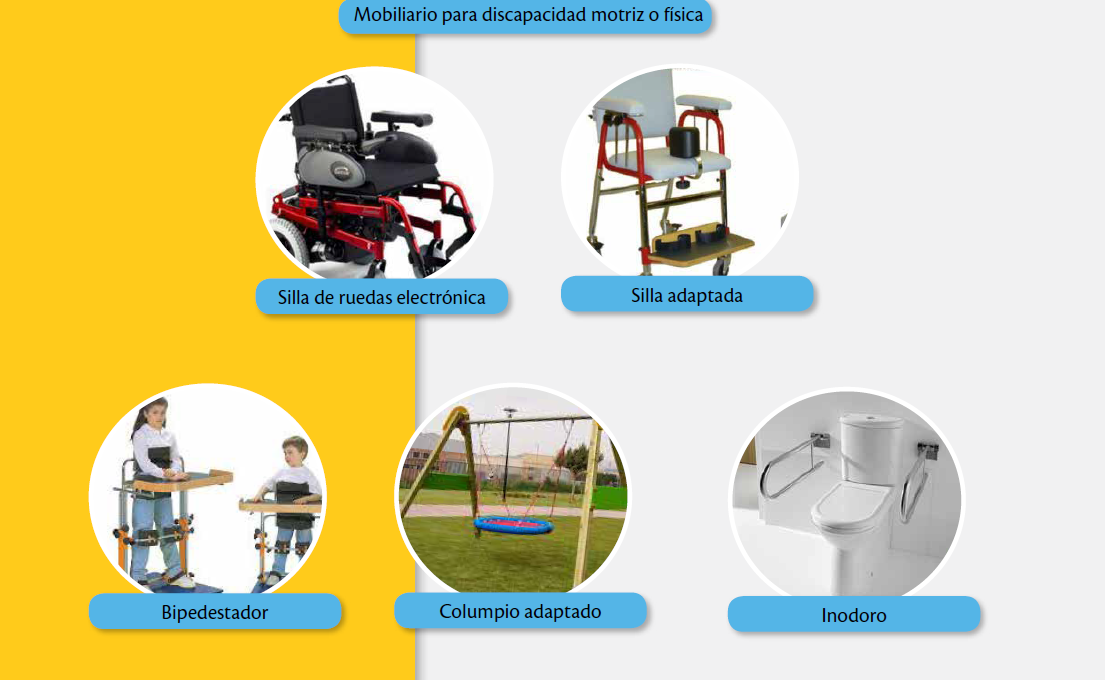 Mobiliario para discapacidad motriz o física
Silla de ruedas electrónica
Silla adaptada
Bipedestador
Columpio adaptado
Inodoro